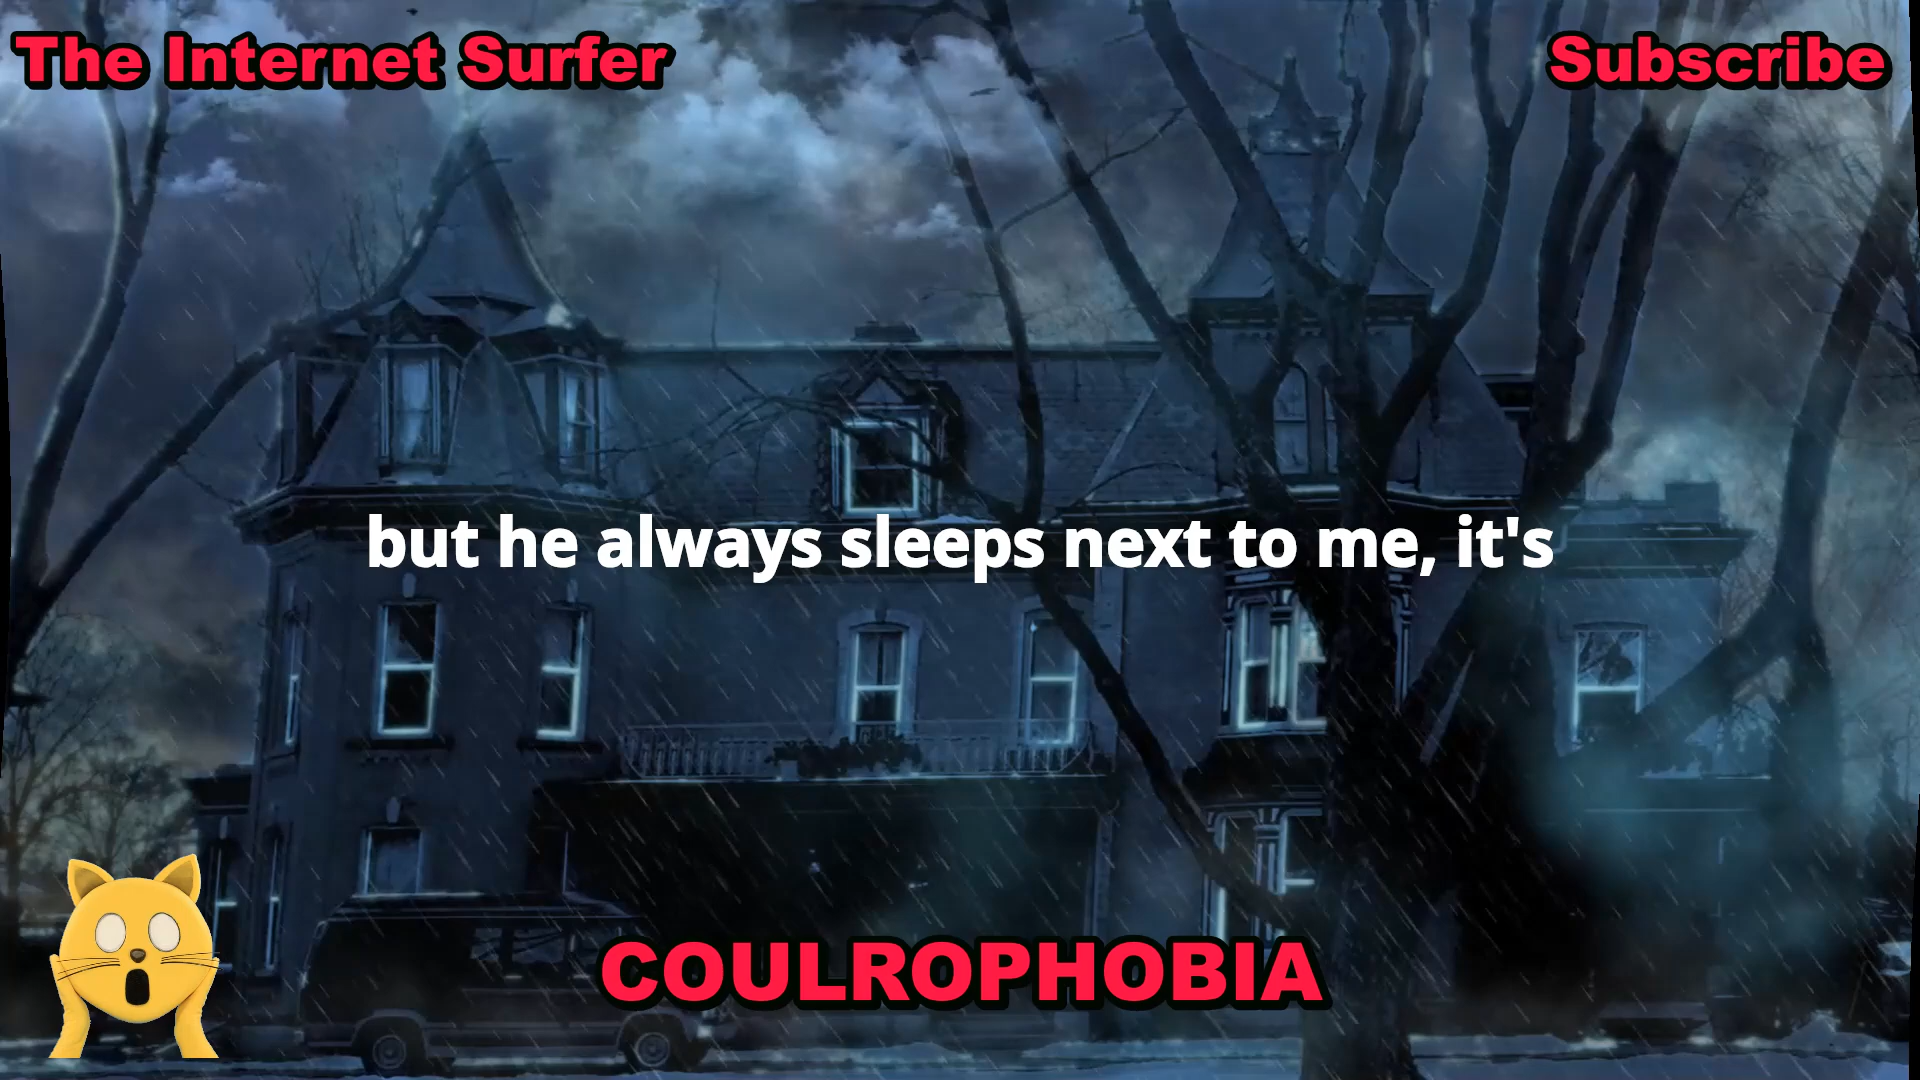 The Internet Surfer
Subscribe
but he always sleeps next to me, it's
COULROPHOBIA